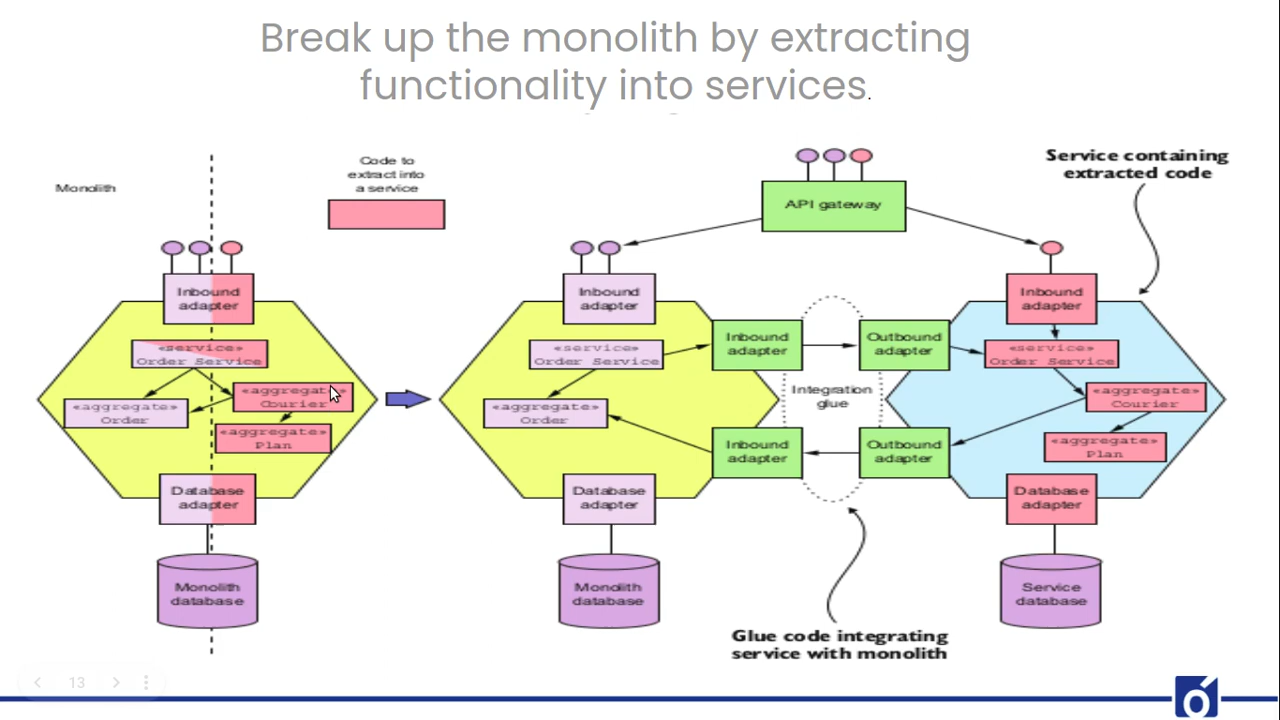 Break up the monolith by extracting
functionality into services.
Monolith
Code to
extract into
a service
Inbound
adapter
«service»
Order Service
«aggregate»
Order
«aggregate»
Courier
«aggregate»
Plan
Database
adapter
Monolith
database
API gateway
Inbound
adapter
«service»
Order Service
«aggregate»
Order
Database
adapter
Monolith
database
Inbound
adapter
Outbound
adapter
Integration
glue
Inbound
adapter
Outbound
adapter
Glue code integrating
service with monolith
Service containing
extracted code
Inbound
adapter
«service»
Order Service
«aggregate»
Courier
«aggregate»
Plan
Database
adapter
Service
database
13